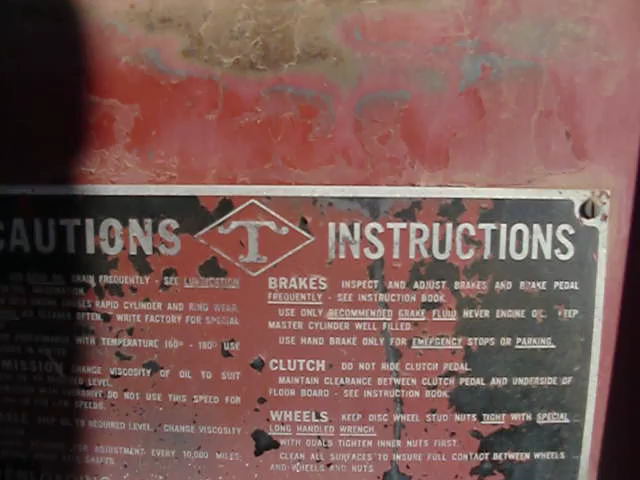 CAUTIONS T INSTRUCTIONS
DRAIN FREQUENTLY - SEE LUBRICATION
RAPID CYLINDER AND RING WEAR.
OFTEN. WRITE FACTORY FOR SPECIAL
WITH TEMPERATURE 160° - 180° USE
CHANGE VISCOSITY OF OIL TO SUIT
LEVEL.
DO NOT USE THIS SPEED FOR
SPEEDS.
OIL TO REQUIRED LEVEL. CHANGE VISCOSITY
ADJUSTMENT EVERY 10,000 MILES;
SHAFTS.
BRAKES INSPECT AND ADJUST BRAKES AND BRAKE PEDAL
FREQUENTLY - SEE INSTRUCTION BOOK.
USE ONLY RECOMMENDED BRAKE FLUID NEVER ENGINE OIL. KEEP
MASTER CYLINDER WELL FILLED.
USE HAND BRAKE ONLY FOR EMERGENCY STOPS OR PARKING.
CLUTCH DO NOT RIDE CLUTCH PEDAL.
MAINTAIN CLEARANCE BETWEEN CLUTCH PEDAL AND UNDERSIDE OF
FLOOR BOARD - SEE INSTRUCTION BOOK.
WHEELS KEEP DISC WHEEL STUD NUTS TIGHT WITH SPECIAL
LONG HANDLED WRENCH.
WITH DUALS TIGHTEN INNER NUTS FIRST.
CLEAN ALL SURFACES TO INSURE FULL CONTACT BETWEEN WHEELS
AND WHEELS AND NUTS.